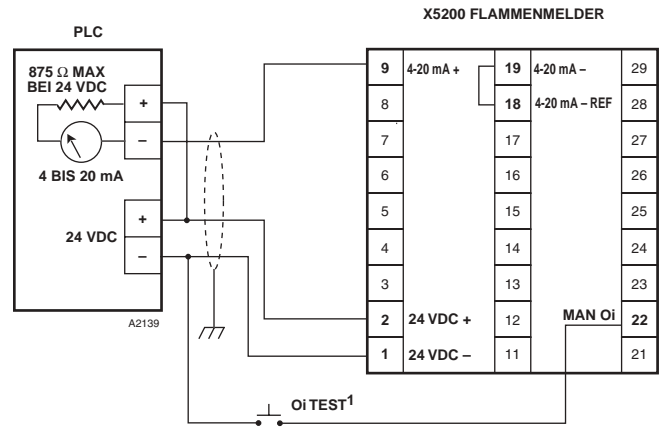 X5200 FLAMMENMELDER
PLC
875 Ω MAX
BEI 24 VDC
+
–
4 BIS 20 mA
+
24 VDC
–
A2139
9 4-20 mA + 19 4-20 mA – 29
8 18 4-20 mA – REF 28
7 17 27
6 16 26
5 15 25
4 14 24
3 13 23
2 24 VDC + 12 MAN Oi 22
1 24 VDC – 11 21
Oi TEST¹